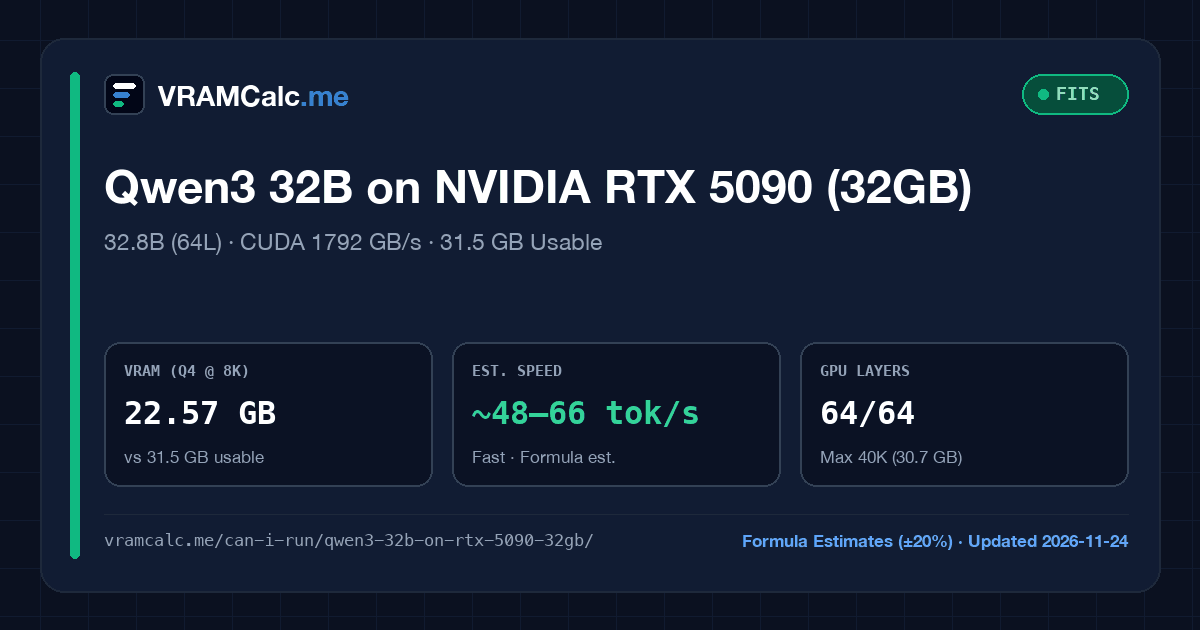 VRAMCalc.me
FITS
Qwen3 32B on NVIDIA RTX 5090 (32GB)
32.8B (64L) · CUDA 1792 GB/s · 31.5 GB Usable
VRAM (Q4 @ 8K)
22.57 GB
vs 31.5 GB usable
EST. SPEED
~48–66 tok/s
Fast · Formula est.
GPU LAYERS
64/64
Max 40K (30.7 GB)
vramcalc.me/can-i-run/qwen3-32b-on-rtx-5090-32gb/
Formula Estimates (±20%) · Updated 2026-11-24